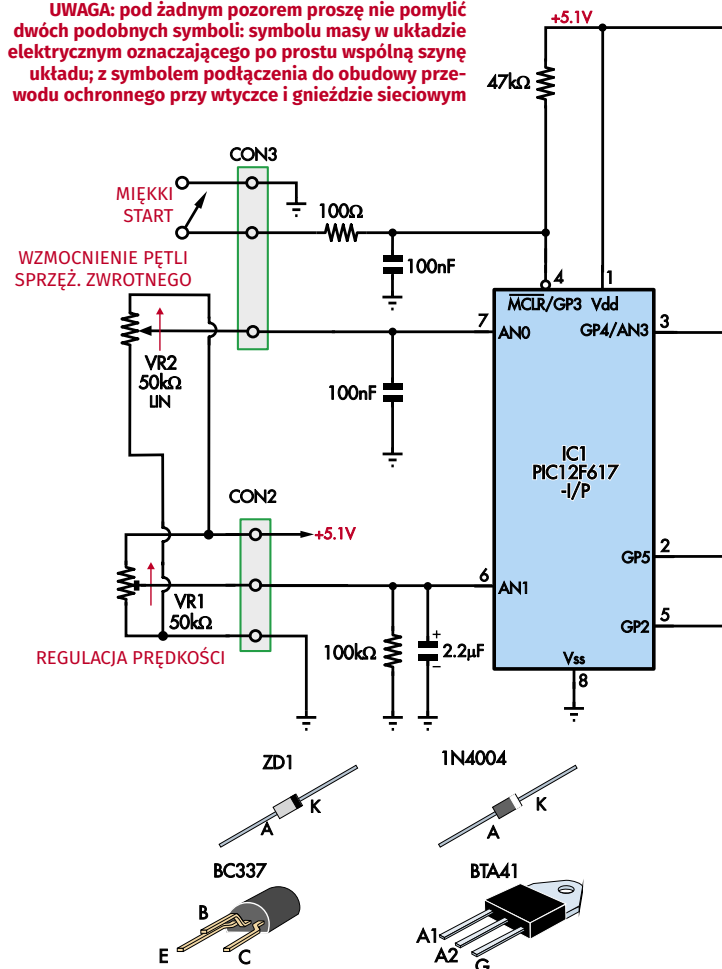 UWAGA: pod żadnym pozorem proszę nie pomylić
dwóch podobnych symboli: symbolu masy w układzie
elektrycznym oznaczającego po prostu wspólną szynę
układu; z symbolem podłączenia do obudowy prze-
wodu ochronnego przy wtyczce i gnieździe sieciowym
+5.1V
47kΩ
CON3
MIĘKKI
START
100Ω
WZMOCNIENIE PĘTLI
SPRZĘŻ. ZWROTNEGO
100nF
4
1
MCLR/GP3
Vdd
7
AN0
GP4/AN3
3
VR2
50kΩ
LIN
100nF
IC1
PIC12F617
-I/P
CON2
+5.1V
GP5
2
6
AN1
VR1
50kΩ
GP2
5
REGULACJA PRĘDKOŚCI
100kΩ
+
2.2µF
–
Vss
8
ZD1
1N4004
K
A
K
A
BC337
BTA41
B
E
C
A1
A2
G